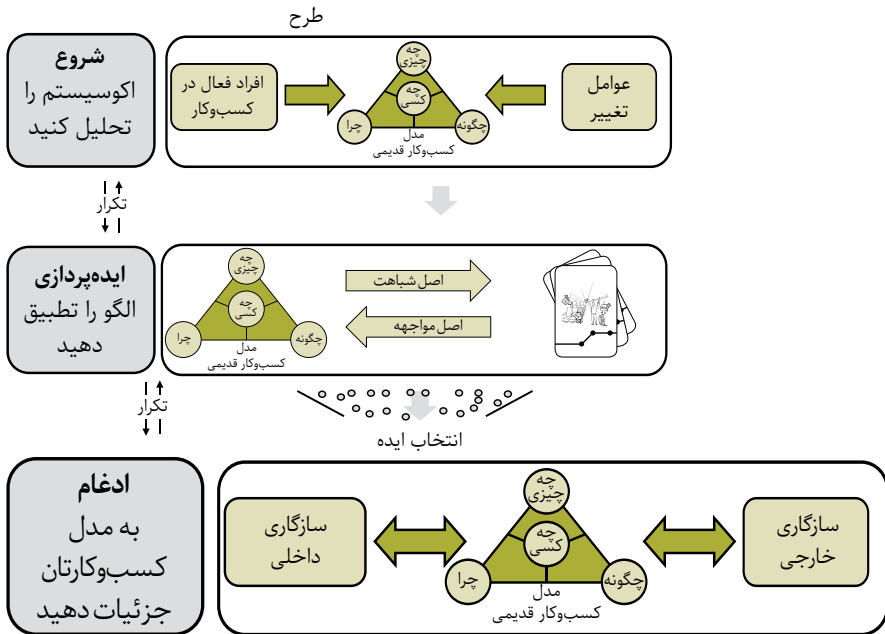 طرح
شروع
اکوسیستم را
تحلیل کنید
افراد فعال در
کسب‌وکار
چه
چیزی
چه
کسی
چرا
چگونه
مدل
کسب‌وکار قدیمی
عوامل
تغییر
تکرار
ایده‌پردازی
الگو را تطبیق
دهید
چه
چیزی
چه
کسی
چرا
چگونه
مدل
کسب‌وکار قدیمی
اصل شباهت
اصل مواجهه
تکرار
انتخاب ایده
ادغام
به مدل
کسب‌وکارتان
جزئیات دهید
سازگاری
داخلی
چه
چیزی
چه
کسی
چرا
چگونه
مدل
کسب‌وکار قدیمی
سازگاری
خارجی